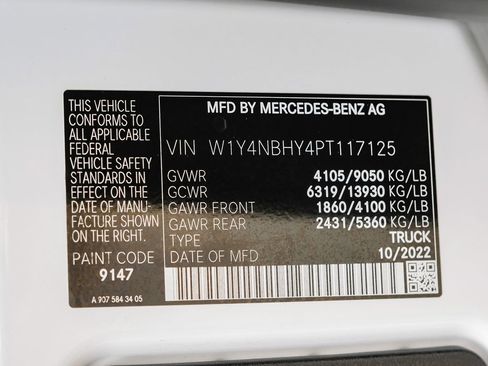 THIS VEHICLE
CONFORMS TO
ALL APPLICABLE
FEDERAL
VEHICLE SAFETY
STANDARDS IN
EFFECT ON THE
DATE OF MANU-
FACTURE SHOWN
ON THE RIGHT.
PAINT CODE
9147
A 907 584 34 05
MFD BY MERCEDES-BENZ AG
VIN W1Y4NBHY4PT117125
GVWR 4105/9050 KG/LB
GCWR 6319/13930 KG/LB
GAWR FRONT 1860/4100 KG/LB
GAWR REAR 2431/5360 KG/LB
TYPE TRUCK
DATE OF MFD 10/2022